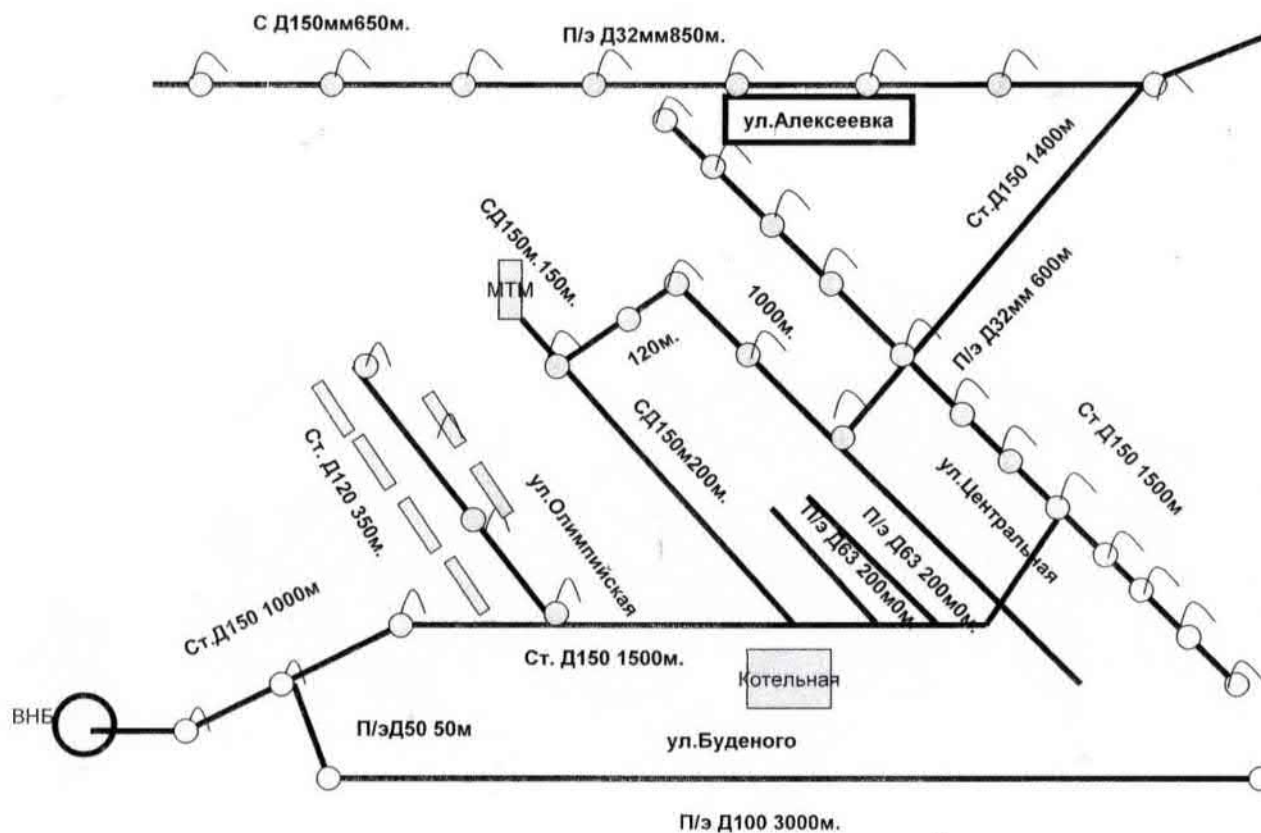 С Д150мм650м.
П/э Д32мм850м.
ул.Алексеевка
Ст.Д150 1400м
СД150м.150м.
МТМ
1000м.
П/э Д32мм 600м
120м.
Ст Д150 1500м
СД150м200м.
ул.Центральная
Ст. Д120 350м.
ул.Олимпийская
П/э Д63 200м0м.
П/э Д63 200м0м.
Ст.Д150 1000м
Ст. Д150 1500м.
Котельная
ВНБ
П/эД50 50м
ул.Буденого
П/э Д100 3000м.